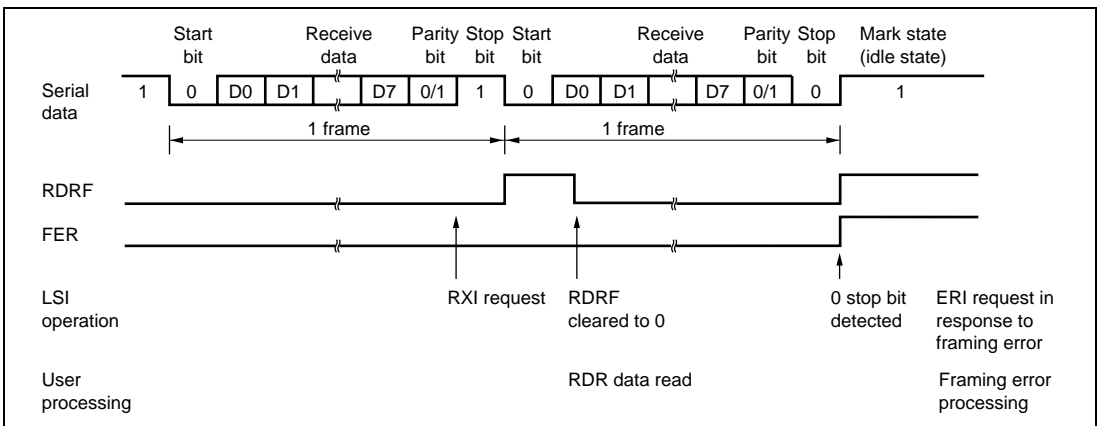 Start Receive Parity Stop Start Receive Parity Stop Mark state
bit data bit bit bit data bit bit (idle state)
Serial 1 0 D0 D1 D7 0/1 1 0 D0 D1 D7 0/1 0 1
data
1 frame 1 frame
RDRF
FER
LSI RXI request RDRF 0 stop bit ERI request in
operation cleared to 0 detected response to
framing error
User RDR data read Framing error
processing processing